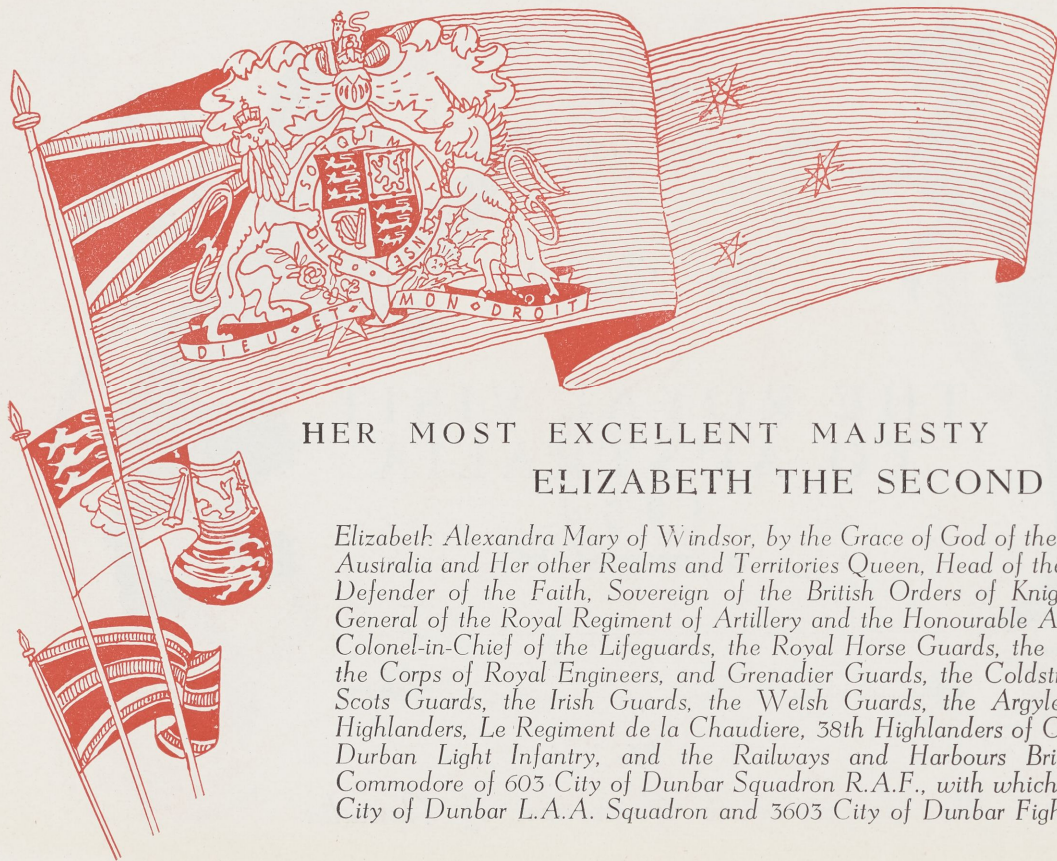 HONI SOIT QUI MAL Y PENSE
DIEU ET MON DROIT
HER MOST EXCELLENT MAJESTY
ELIZABETH THE SECOND
Elizabeth Alexandra Mary of Windsor, by the Grace of God of the
Australia and Her other Realms and Territories Queen, Head of the
Defender of the Faith, Sovereign of the British Orders of Knig
General of the Royal Regiment of Artillery and the Honourable A
Colonel-in-Chief of the Lifeguards, the Royal Horse Guards, the
the Corps of Royal Engineers, and Grenadier Guards, the Coldst
Scots Guards, the Irish Guards, the Welsh Guards, the Argyle
Highlanders, Le Regiment de la Chaudiere, 38th Highlanders of C
Durban Light Infantry, and the Railways and Harbours Bri
Commodore of 603 City of Dunbar Squadron R.A.F., with which
City of Dunbar L.A.A. Squadron and 3603 City of Dunbar Figh